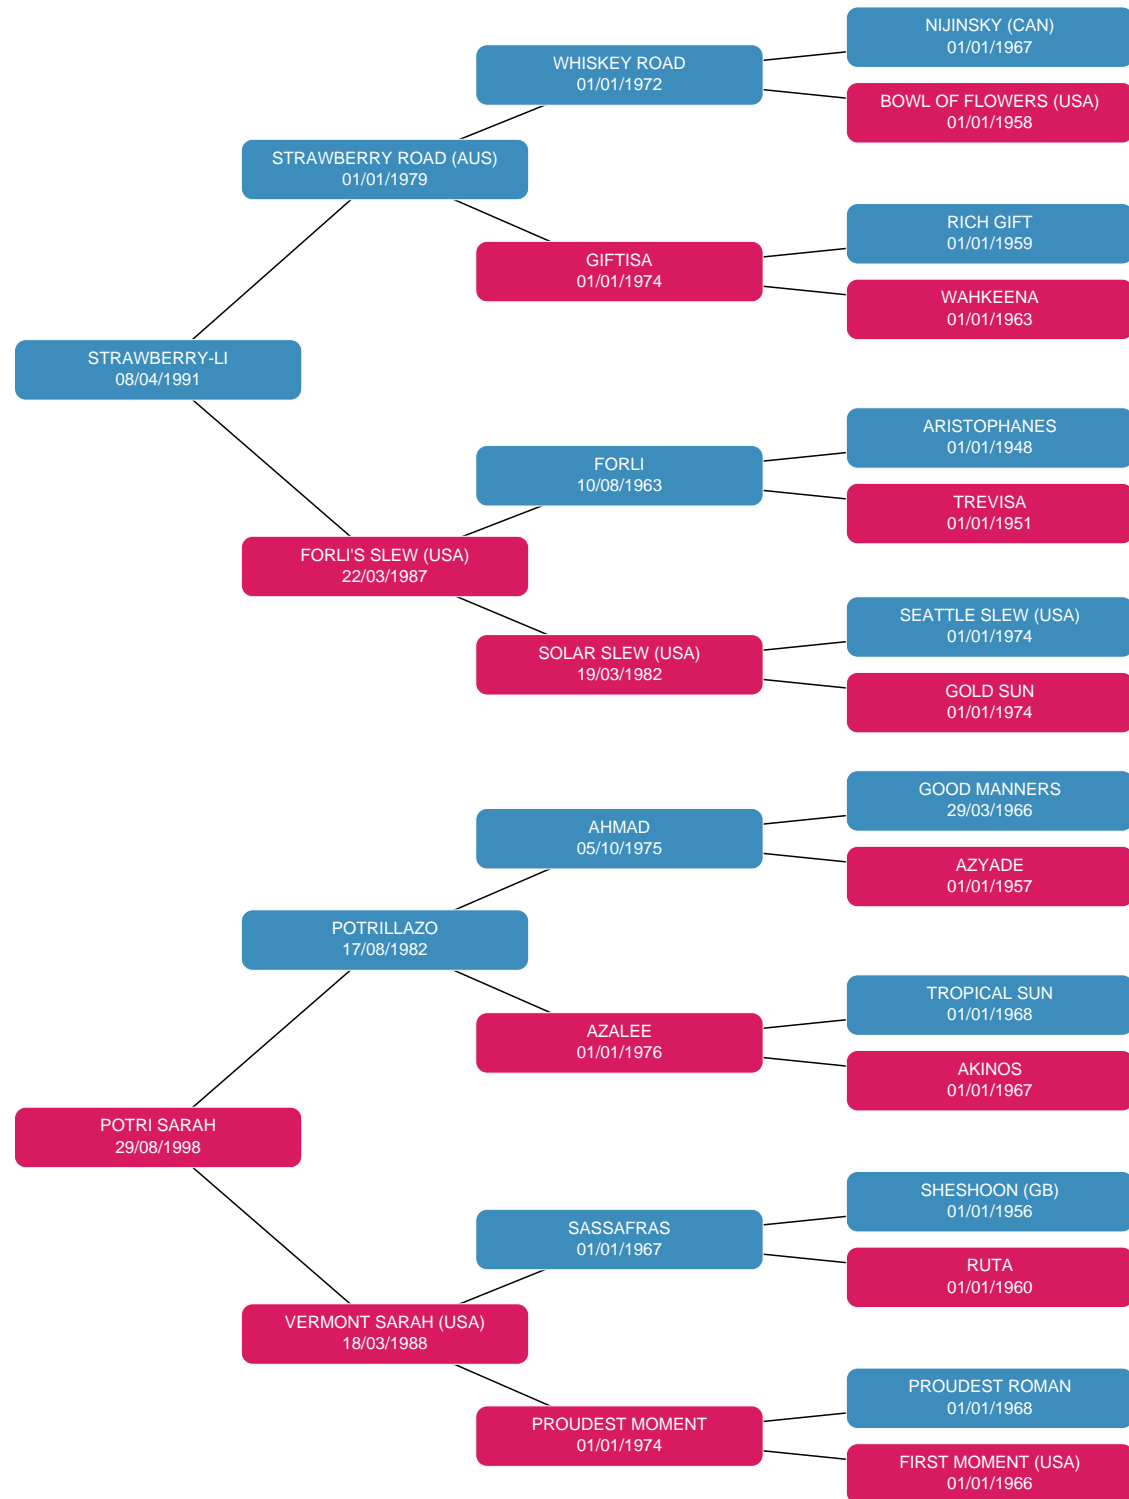 NIJINSKY (CAN)
01/01/1967
WHISKEY ROAD
01/01/1972
BOWL OF FLOWERS (USA)
01/01/1958
STRAWBERRY ROAD (AUS)
01/01/1979
RICH GIFT
01/01/1959
GIFTISA
01/01/1974
WAHKEENA
01/01/1963
STRAWBERRY-LI
08/04/1991
ARISTOPHANES
01/01/1948
FORLI
10/08/1963
TREVISA
01/01/1951
FORLI'S SLEW (USA)
22/03/1987
SEATTLE SLEW (USA)
01/01/1974
SOLAR SLEW (USA)
19/03/1982
GOLD SUN
01/01/1974
GOOD MANNERS
29/03/1966
AHMAD
05/10/1975
AZYADE
01/01/1957
POTRILLAZO
17/08/1982
TROPICAL SUN
01/01/1968
AZALEE
01/01/1976
AKINOS
01/01/1967
POTRI SARAH
29/08/1998
SHESHOON (GB)
01/01/1956
SASSAFRAS
01/01/1967
RUTA
01/01/1960
VERMONT SARAH (USA)
18/03/1988
PROUDEST ROMAN
01/01/1968
PROUDEST MOMENT
01/01/1974
FIRST MOMENT (USA)
01/01/1966